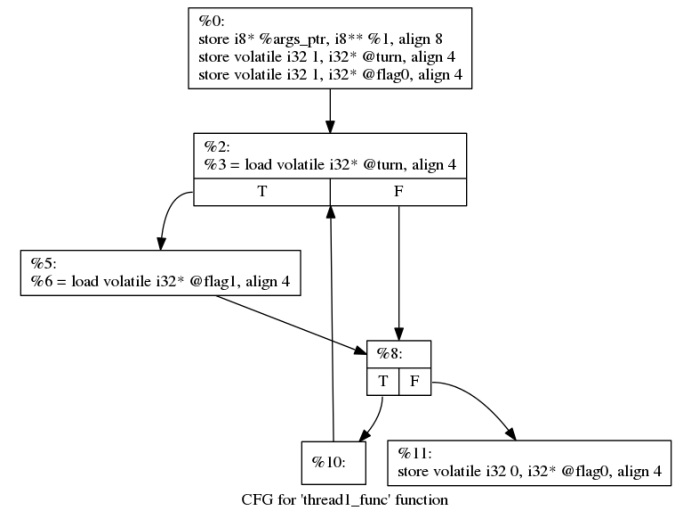 %0:
store i8* %args_ptr, i8** %1, align 8
store volatile i32 1, i32* @turn, align 4
store volatile i32 1, i32* @flag0, align 4
%2:
%3 = load volatile i32* @turn, align 4
T F
%5:
%6 = load volatile i32* @flag1, align 4
%8:
T F
%10:
%11:
store volatile i32 0, i32* @flag0, align 4
CFG for 'thread1_func' function